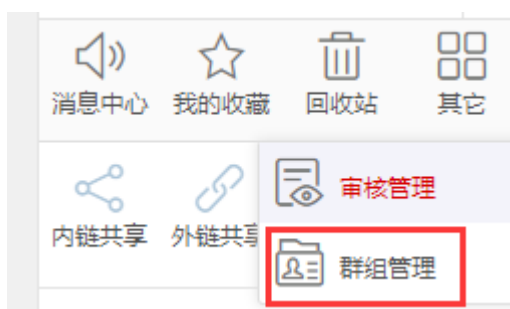 消息中心 我的收藏 回收站 其它
审核管理
内链共享 外链共享
群组管理